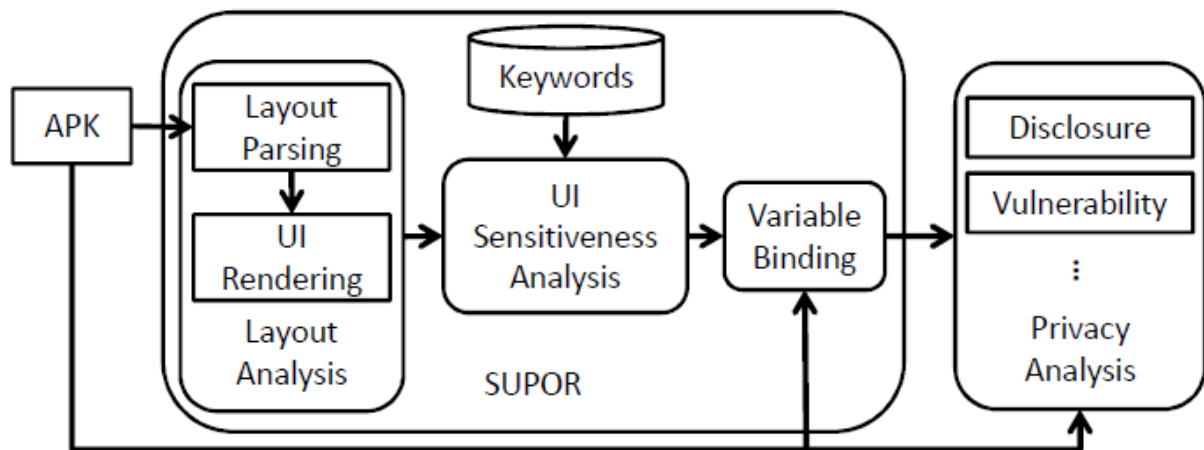 APK
Layout
Parsing
UI
Rendering
Layout
Analysis
Keywords
UI
Sensitiveness
Analysis
SUPOR
Variable
Binding
Disclosure
Vulnerability
...
Privacy
Analysis